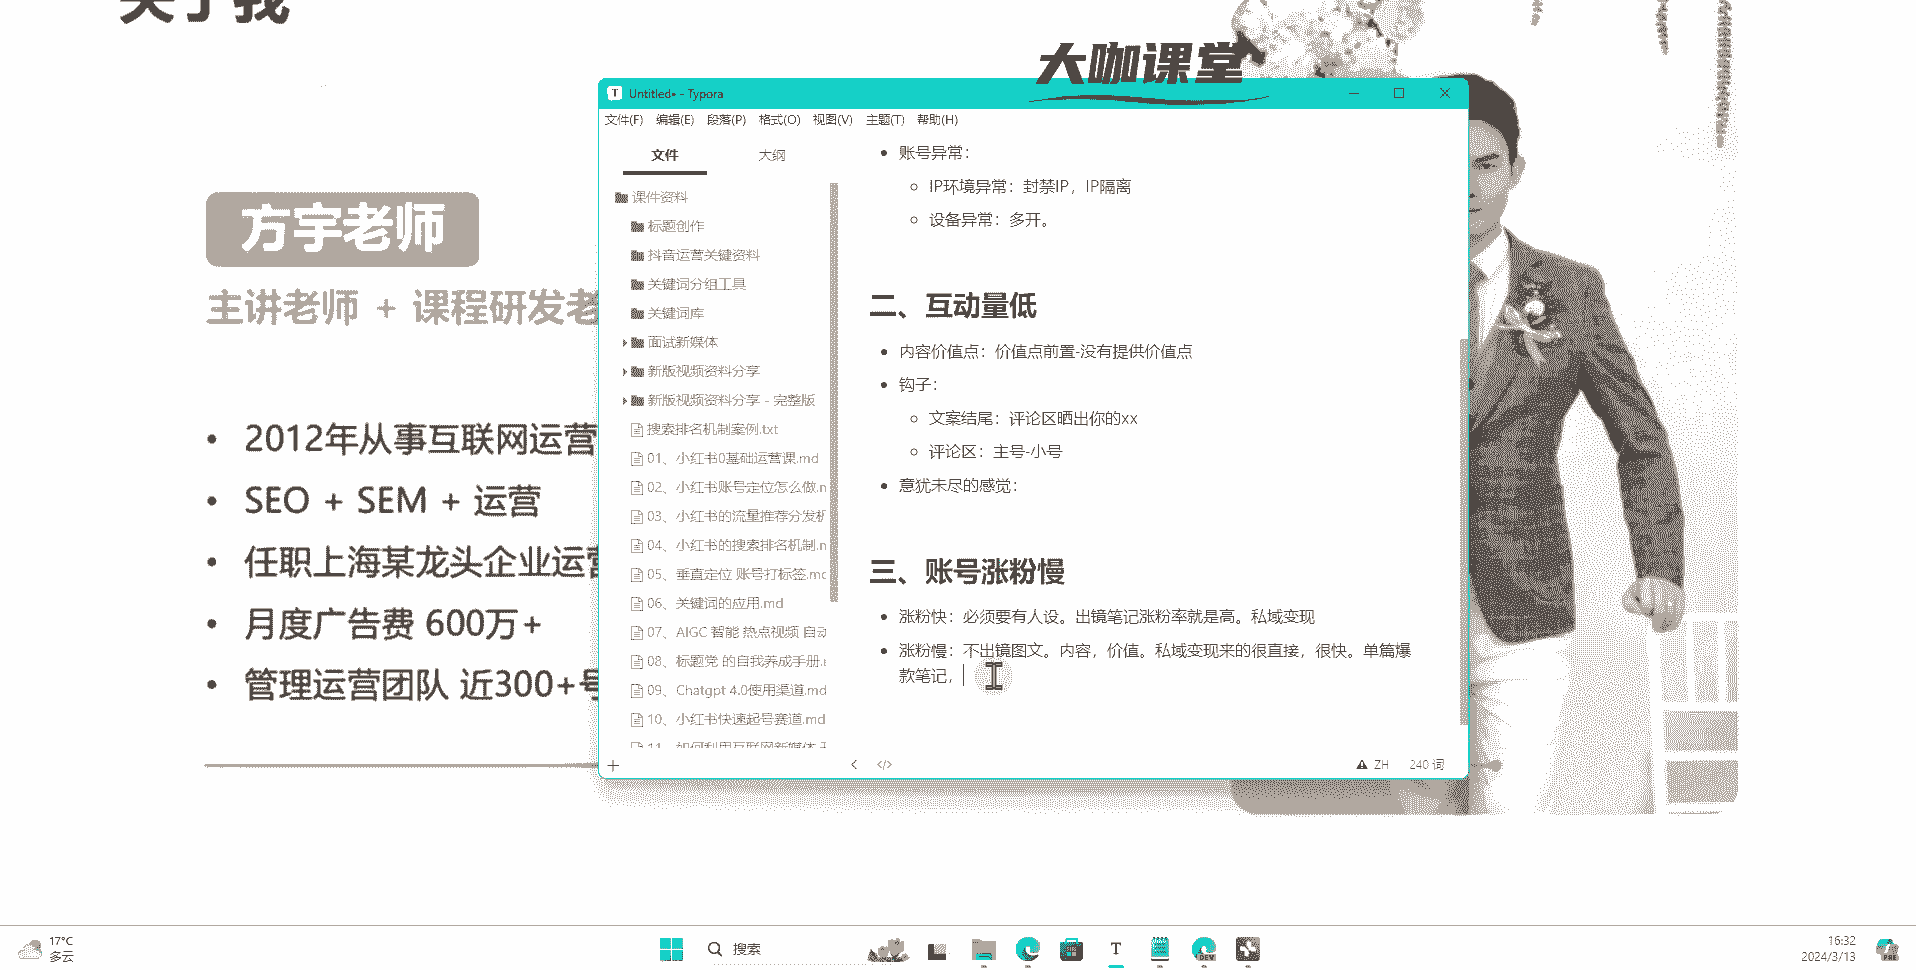 关于我
大咖课堂
方宇老师
主讲老师 + 课程研发老
2012年从事互联网运营
SEO + SEM + 运营
任职上海某龙头企业运营
月度广告费 600万+
管理运营团队 近300+号
Untitled• - Typora
文件(F) 编辑(E) 段落(P) 格式(O) 视图(V) 主题(T) 帮助(H)
文件 大纲
课件资料
标题创作
抖音运营关键资料
关键词分组工具
关键词库
面试新媒体
新版视频资料分享
新版视频资料分享 - 完整版
搜索排名机制案例.txt
01、小红书0基础运营课.md
02、小红书账号定位怎么做.n
03、小红书的流量推荐分发机
04、小红书的搜索排名机制.n
05、垂直定位 账号打标签.mc
06、关键词的应用.md
07、AIGC 智能 热点视频 自动
08、标题党 的自我养成手册.
09、Chatgpt 4.0使用渠道.md
10、小红书快速起号赛道.md
11、如何利用互联网新媒体
账号异常：
IP环境异常：封禁IP，IP隔离
设备异常：多开。
二、互动量低
内容价值点：价值点前置-没有提供价值点
钩子：
文案结尾：评论区晒出你的xx
评论区：主号-小号
意犹未尽的感觉：
三、账号涨粉慢
涨粉快：必须要有人设。出镜笔记涨粉率就是高。私域变现
涨粉慢：不出镜图文。内容，价值。私域变现来的很直接，很快。单篇爆
款笔记，
ZH 240 词
17°C
多云
搜索
T
DEV
16:32
2024/3/13
PRE